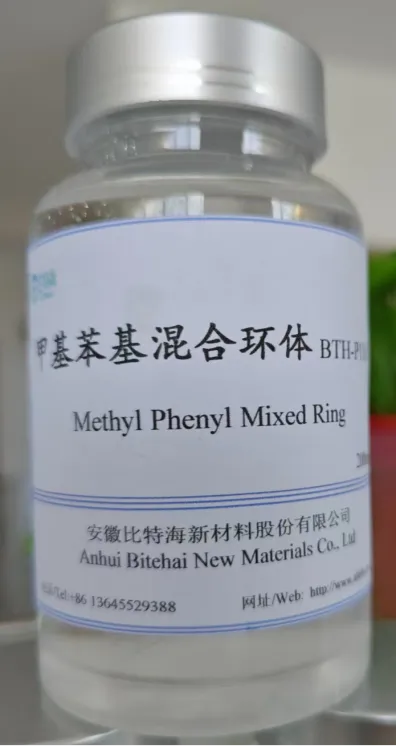 甲基苯基混合环体
Methyl Phenyl Mixed Ring
安徽比特海新材料股份有限公司
Anhui Bitehai New Materials Co., Ltd
Tel:+86 13645529388
网址/Web: http://www.